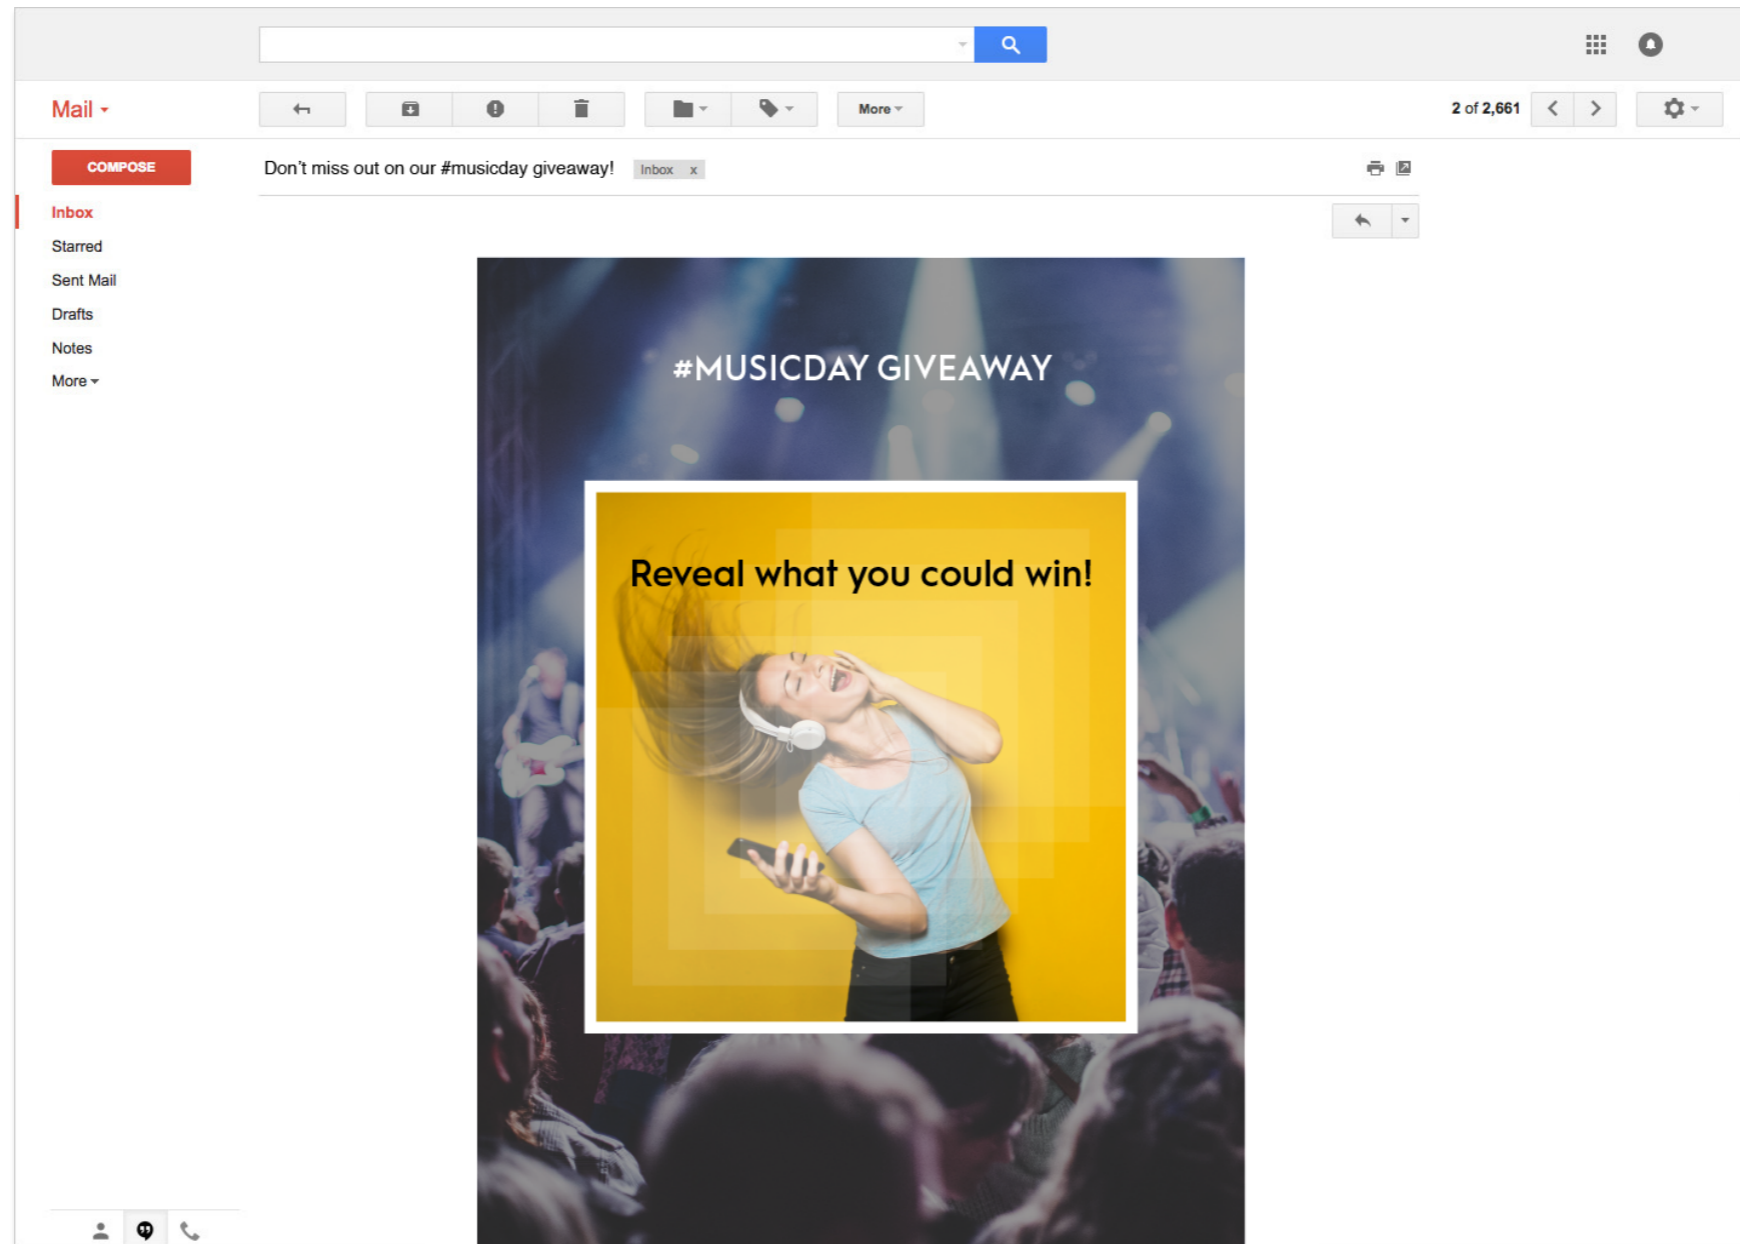 Mail
More
2 of 2,661
COMPOSE
Don't miss out on our #musicday giveaway!
Inbox x
Inbox
Starred
Sent Mail
Drafts
Notes
More
#MUSICDAY GIVEAWAY
Reveal what you could win!